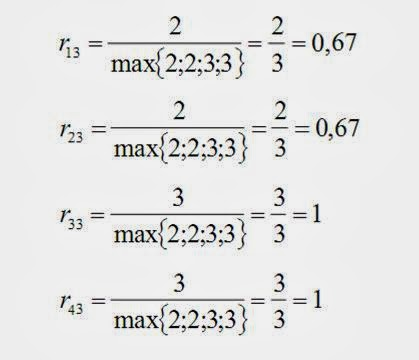 r₁₃ = 2 / max{2;2;3;3} = 2/3 = 0,67
r₂₃ = 2 / max{2;2;3;3} = 2/3 = 0,67
r₃₃ = 3 / max{2;2;3;3} = 3/3 = 1
r₄₃ = 3 / max{2;2;3;3} = 3/3 = 1